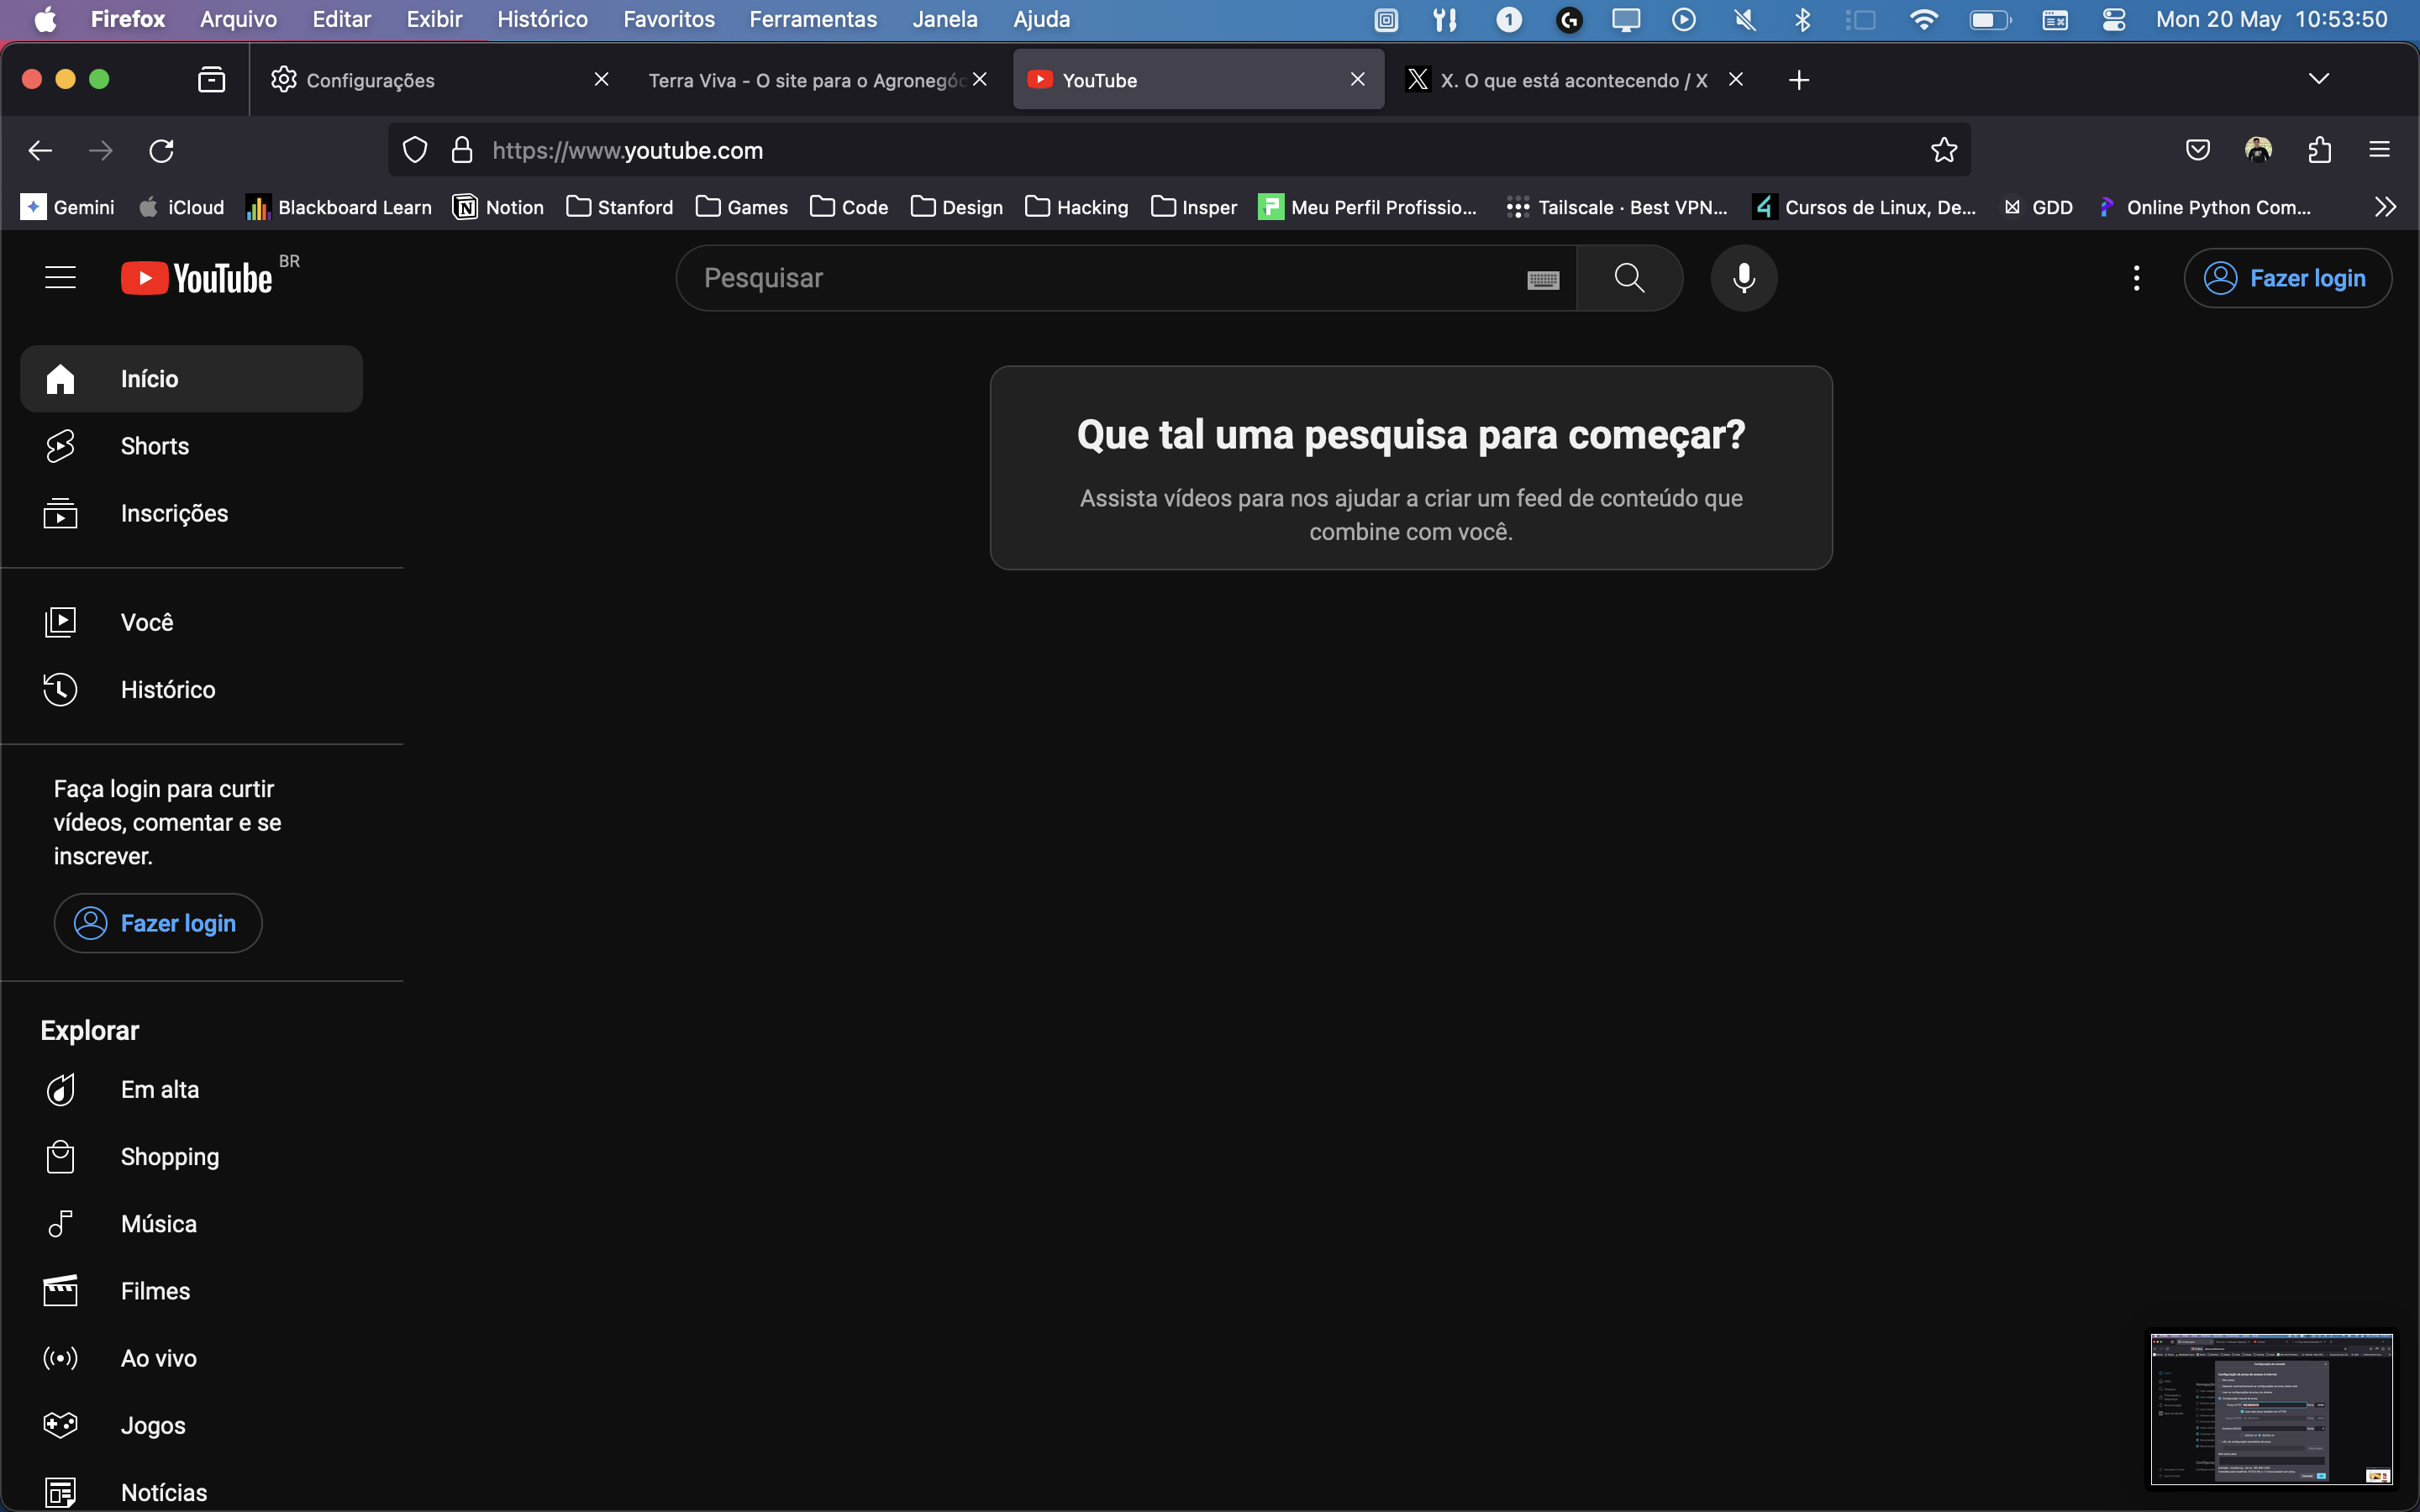 Firefox Arquivo Editar Exibir Histórico Favoritos Ferramentas Janela Ajuda 1 Mon 20 May 10:53:50
Configurações Terra Viva - O site para o Agronegóc YouTube X. O que está acontecendo / X
https://www.youtube.com
Gemini iCloud Blackboard Learn Notion Stanford Games Code Design Hacking Insper Meu Perfil Profissio... Tailscale · Best VPN... Cursos de Linux, De... GDD Online Python Com...
YouTube BR Pesquisar Fazer login
Início
Shorts
Inscrições
Que tal uma pesquisa para começar?
Assista vídeos para nos ajudar a criar um feed de conteúdo que
combine com você.
Você
Histórico
Faça login para curtir
vídeos, comentar e se
inscrever.
Fazer login
Explorar
Em alta
Shopping
Música
Filmes
Ao vivo
Jogos
Notícias